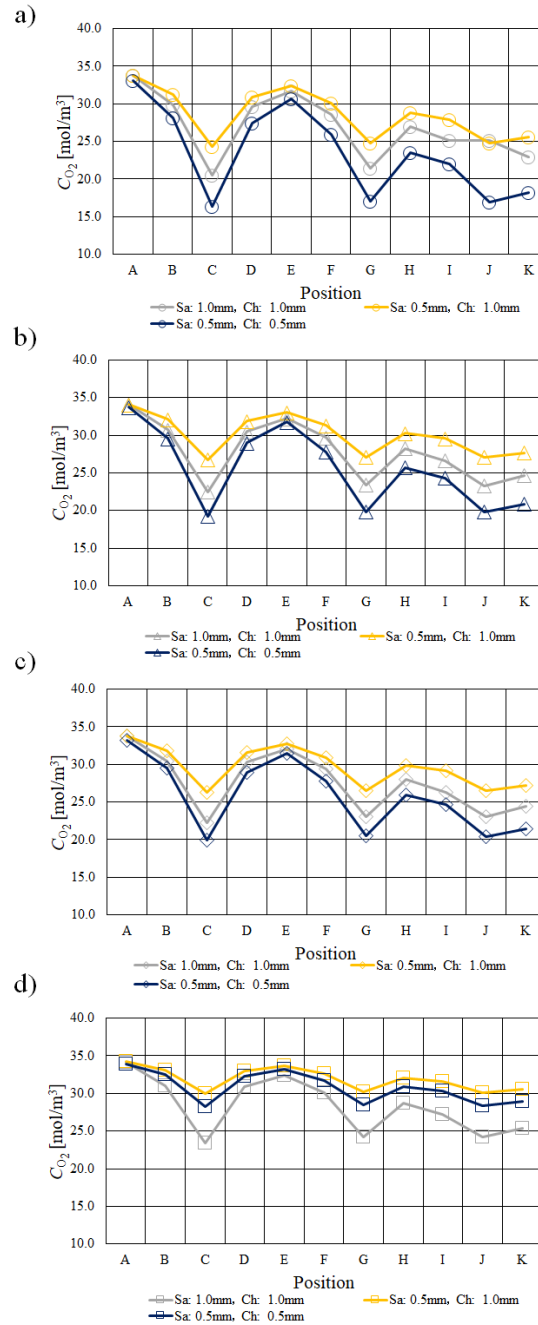 a)
40.0
35.0
30.0
25.0
20.0
15.0
10.0
C_O2 [mol/m³]
A B C D E F G H I J K
Position
Sa: 1.0mm, Ch: 1.0mm Sa: 0.5mm, Ch: 1.0mm
Sa: 0.5mm, Ch: 0.5mm
b)
40.0
35.0
30.0
25.0
20.0
15.0
10.0
C_O2 [mol/m³]
A B C D E F G H I J K
Position
Sa: 1.0mm, Ch: 1.0mm Sa: 0.5mm, Ch: 1.0mm
Sa: 0.5mm, Ch: 0.5mm
c)
40.0
35.0
30.0
25.0
20.0
15.0
10.0
C_O2 [mol/m³]
A B C D E F G H I J K
Position
Sa: 1.0mm, Ch: 1.0mm Sa: 0.5mm, Ch: 1.0mm
Sa: 0.5mm, Ch: 0.5mm
d)
40.0
35.0
30.0
25.0
20.0
15.0
10.0
C_O2 [mol/m³]
A B C D E F G H I J K
Position
Sa: 1.0mm, Ch: 1.0mm Sa: 0.5mm, Ch: 1.0mm
Sa: 0.5mm, Ch: 0.5mm